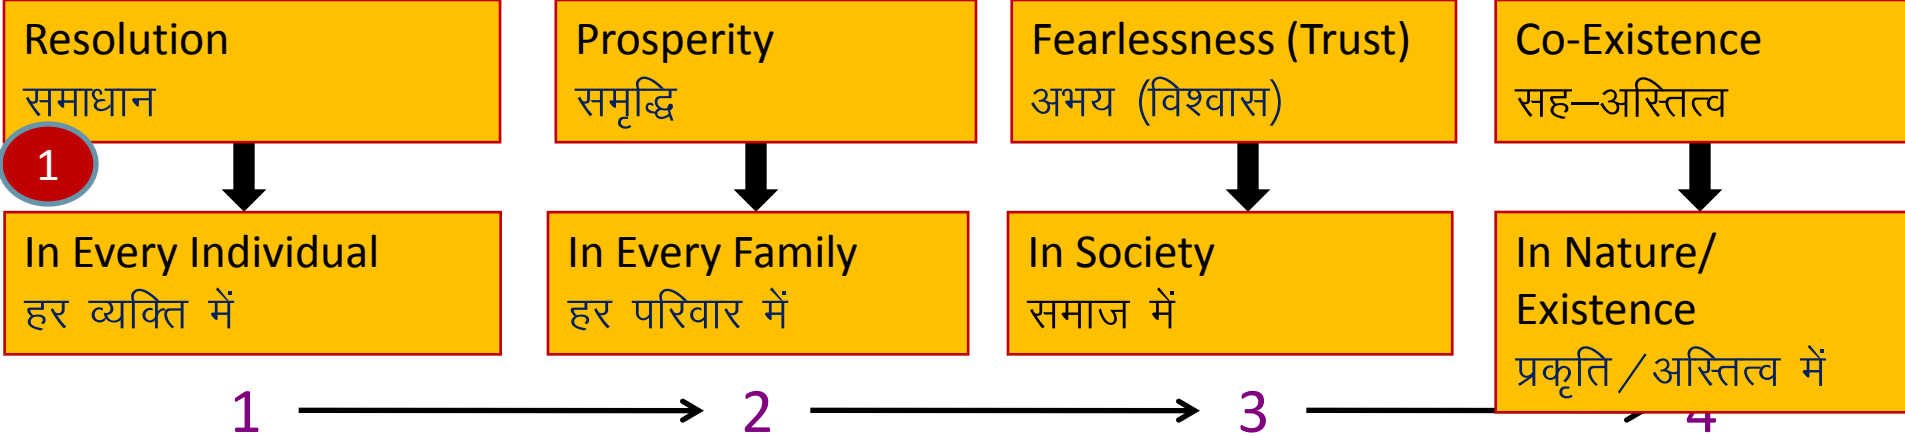 Resolution
समाधान
Prosperity
समृद्धि
Fearlessness (Trust)
अभय (विश्वास)
Co-Existence
सह–अस्तित्व
1
In Every Individual
हर व्यक्ति में
In Every Family
हर परिवार में
In Society
समाज में
In Nature/
Existence
प्रकृति/अस्तित्व में
1
2
3
4